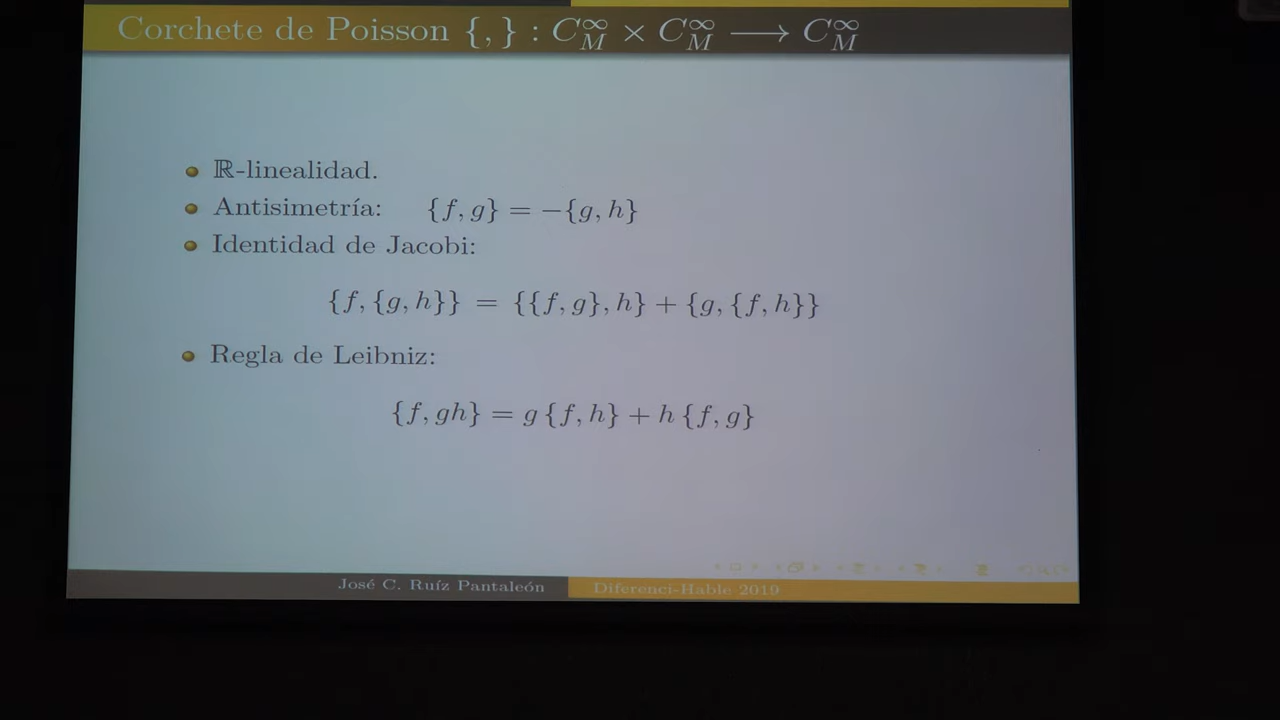 Corchete de Poisson { , } : C^∞_M × C^∞_M ⟶ C^∞_M
ℝ-linealidad.
Antisimetría: {f, g} = −{g, h}
Identidad de Jacobi:
{f, {g, h}} = {{f, g}, h} + {g, {f, h}}
Regla de Leibniz:
{f, gh} = g {f, h} + h {f, g}
José C. Ruíz Pantaleón
Diferenci-Hable 2019